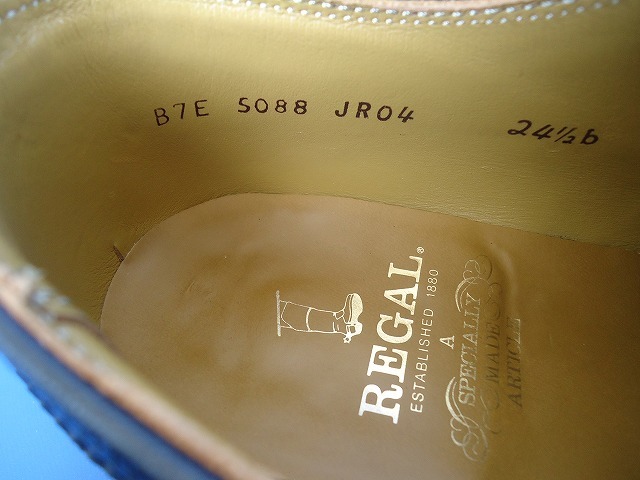 B7E 5088 JR04 24½b
REGAL®
ESTABLISHED 1880
A
SPECIALLY
MADE
ARTICLE